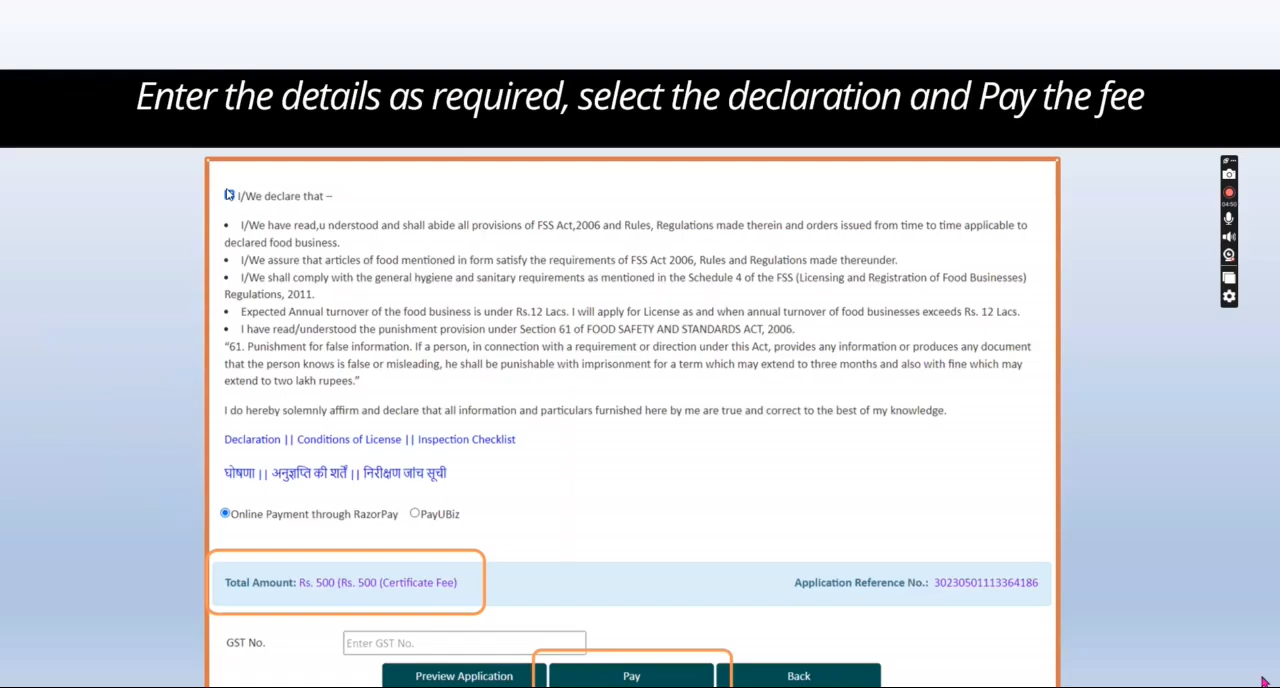 Enter the details as required, select the declaration and Pay the fee
I/We declare that –
• I/We have read,u nderstood and shall abide all provisions of FSS Act,2006 and Rules, Regulations made therein and orders issued from time to time applicable to
declared food business.
• I/We assure that articles of food mentioned in form satisfy the requirements of FSS Act 2006, Rules and Regulations made thereunder.
• I/We shall comply with the general hygiene and sanitary requirements as mentioned in the Schedule 4 of the FSS (Licensing and Registration of Food Businesses)
Regulations, 2011.
• Expected Annual turnover of the food business is under Rs.12 Lacs. I will apply for License as and when annual turnover of food businesses exceeds Rs. 12 Lacs.
• I have read/understood the punishment provision under Section 61 of FOOD SAFETY AND STANDARDS ACT, 2006.
“61. Punishment for false information. If a person, in connection with a requirement or direction under this Act, provides any information or produces any document
that the person knows is false or misleading, he shall be punishable with imprisonment for a term which may extend to three months and also with fine which may
extend to two lakh rupees.”
I do hereby solemnly affirm and declare that all information and particulars furnished here by me are true and correct to the best of my knowledge.
Declaration || Conditions of License || Inspection Checklist
घोषणा || अनुज्ञप्ति की शर्तें || निरीक्षण जांच सूची
Online Payment through RazorPay PayUBiz
Total Amount: Rs. 500 (Rs. 500 (Certificate Fee) Application Reference No.: 30230501113364186
GST No. Enter GST No.
Preview Application Pay Back
04:50